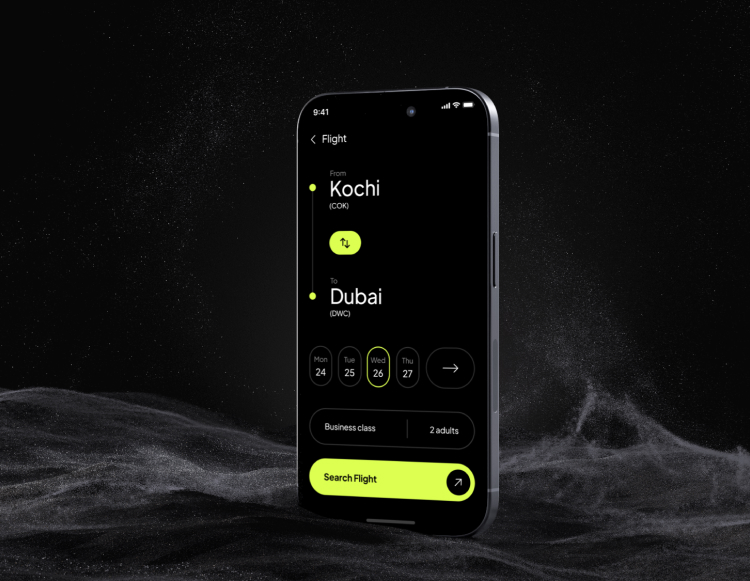 9:41
Flight
From
Kochi
(COK)
To
Dubai
(DWC)
Mon Tue Wed Thu
24 25 26 27
Business class 2 adults
Search Flight